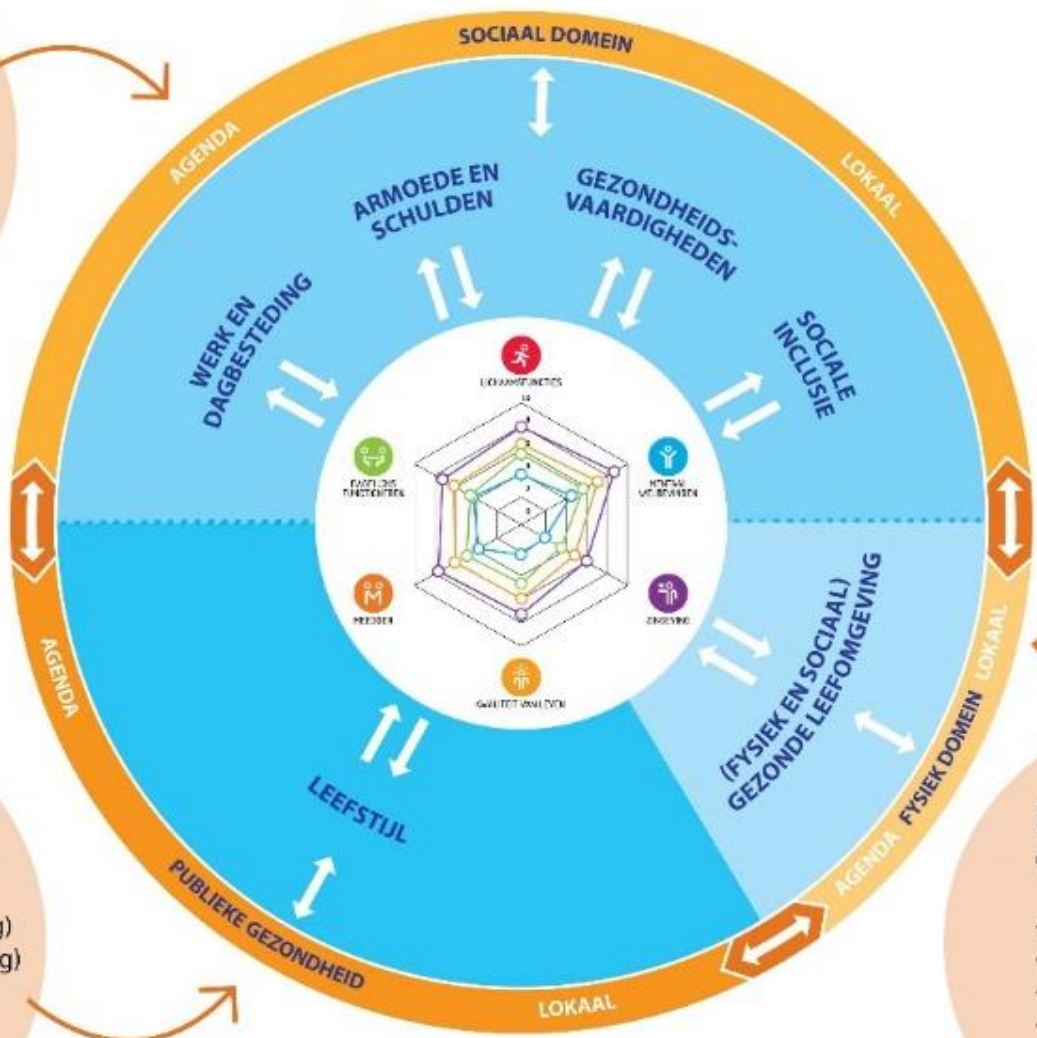 SOCIAAL DOMEIN
AGENDA
LOKAAL
ARMOEDE EN
SCHULDEN
GEZONDHEIDS-
VAARDIGHEDEN
WERK EN
DAGBESTEDING
SOCIALE
INCLUSIE
LICHAAMSFUNCTIES
10
MENTAAL
WELBEVINDEN
DAGELIJKS
FUNCTIONEREN
MEEDOEN
ZINGEVING
KWALITEIT VAN LEVEN
(FYSIEK EN SOCIAAL)
GEZONDE LEEFOMGEVING
LOKAAL
FYSIEK DOMEIN
AGENDA
LEEFSTIJL
AGENDA
PUBLIEKE GEZONDHEID
LOKAAL
g)
g)